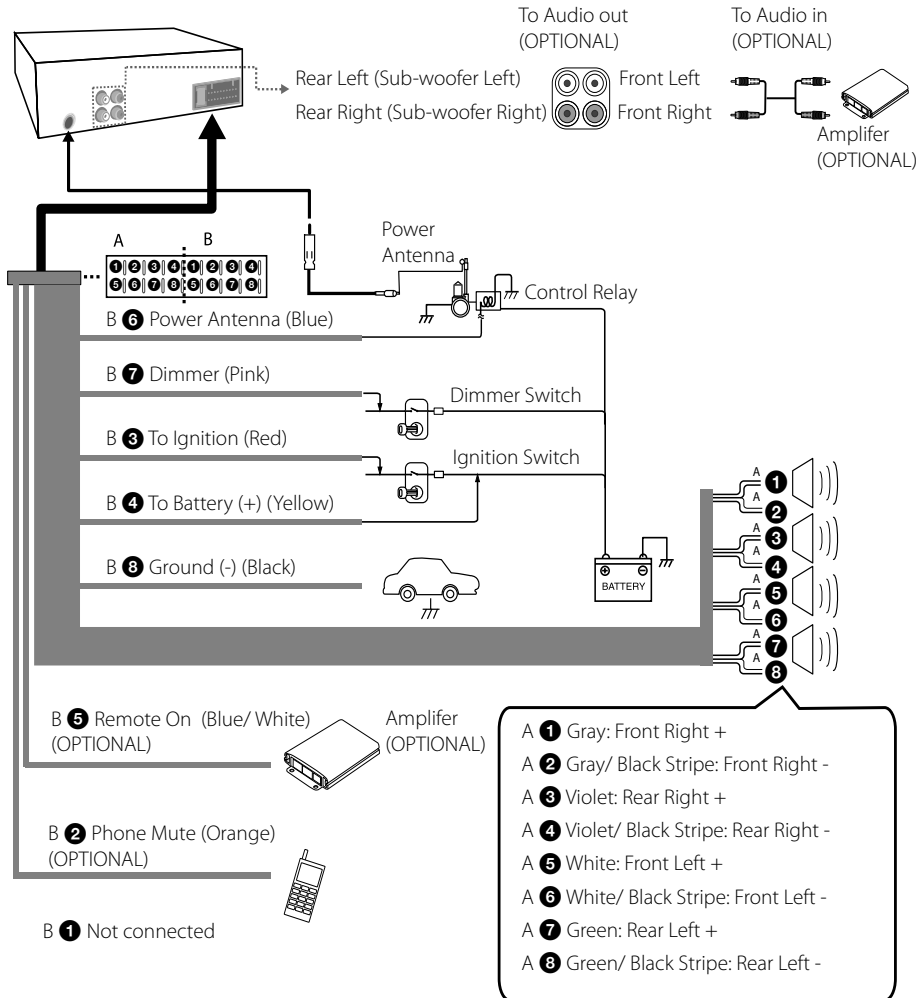 To Audio out
(OPTIONAL)
To Audio in
(OPTIONAL)
Rear Left (Sub-woofer Left)
Front Left
Rear Right (Sub-woofer Right)
Front Right
Amplifer
(OPTIONAL)
Power
Antenna
A B
1 2 3 4 1 2 3 4
5 6 7 8 5 6 7 8
Control Relay
B 6 Power Antenna (Blue)
B 7 Dimmer (Pink)
Dimmer Switch
B 3 To Ignition (Red)
Ignition Switch
B 4 To Battery (+) (Yellow)
B 8 Ground (-) (Black)
BATTERY
A 1
A 2
A 3
A 4
A 5
A 6
A 7
A 8
B 5 Remote On (Blue/ White)
(OPTIONAL)
Amplifer
(OPTIONAL)
B 2 Phone Mute (Orange)
(OPTIONAL)
B 1 Not connected
A 1 Gray: Front Right +
A 2 Gray/ Black Stripe: Front Right -
A 3 Violet: Rear Right +
A 4 Violet/ Black Stripe: Rear Right -
A 5 White: Front Left +
A 6 White/ Black Stripe: Front Left -
A 7 Green: Rear Left +
A 8 Green/ Black Stripe: Rear Left -